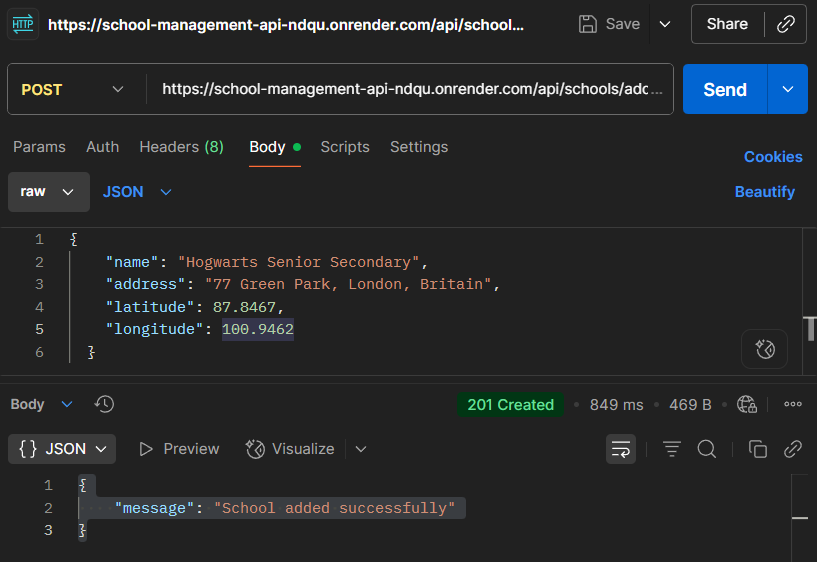 HTTP https://school-management-api-ndqu.onrender.com/api/school... Save Share
POST https://school-management-api-ndqu.onrender.com/api/schools/adc... Send
Params Auth Headers (8) Body Scripts Settings Cookies
raw JSON Beautify
1 {
2 "name": "Hogwarts Senior Secondary",
3 "address": "77 Green Park, London, Britain",
4 "latitude": 87.8467,
5 "longitude": 100.9462
6 }
Body 201 Created • 849 ms • 469 B •
{} JSON Preview Visualize
1 {
2 "message": "School added successfully"
3 }